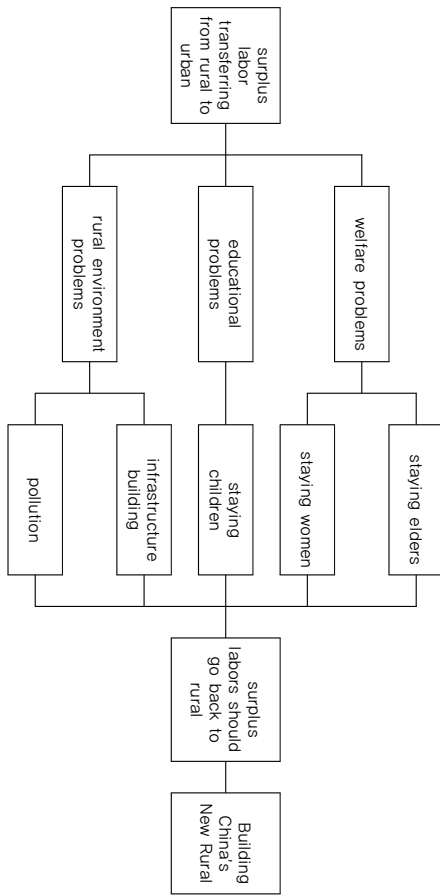 surplus
labor
transferring
from rural to
urban
welfare problems
educational
problems
rural environment
problems
staying elders
staying women
staying
children
infrastructure
building
pollution
surplus
labors should
go back to
rural
Building
China's
New Rural